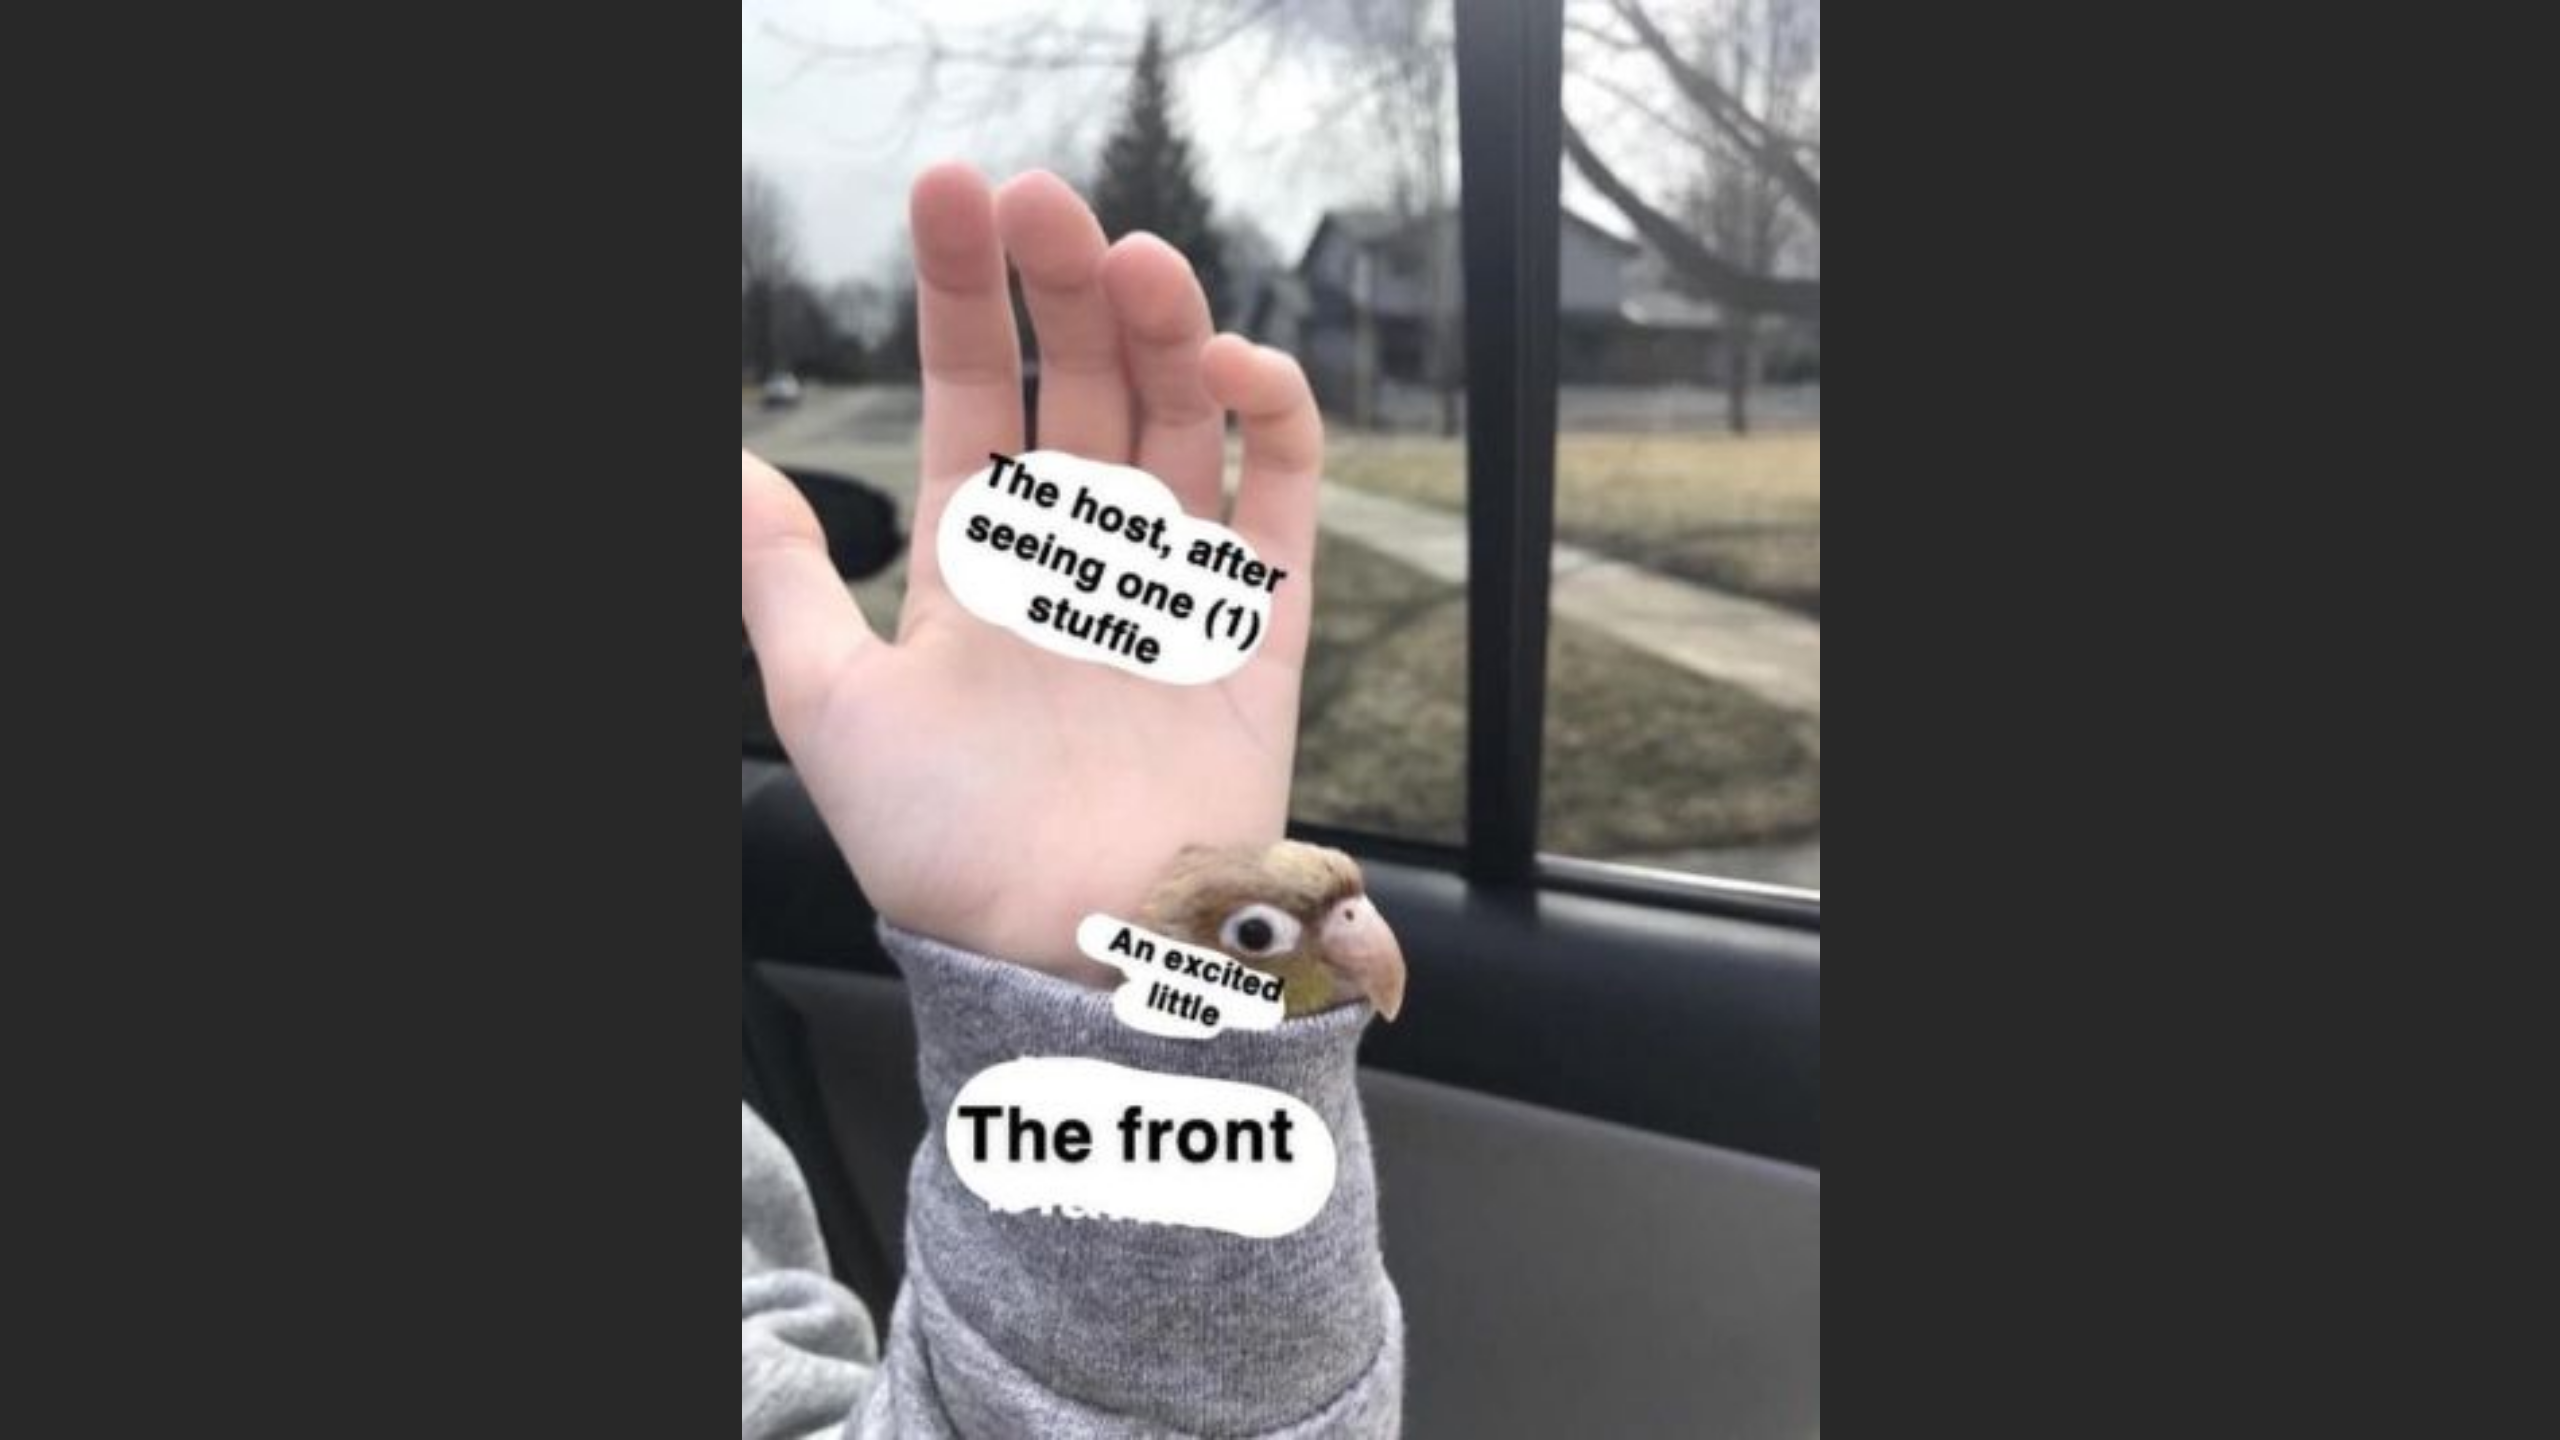 The host, after
seeing one (1)
stuffie
An excited
little
The front